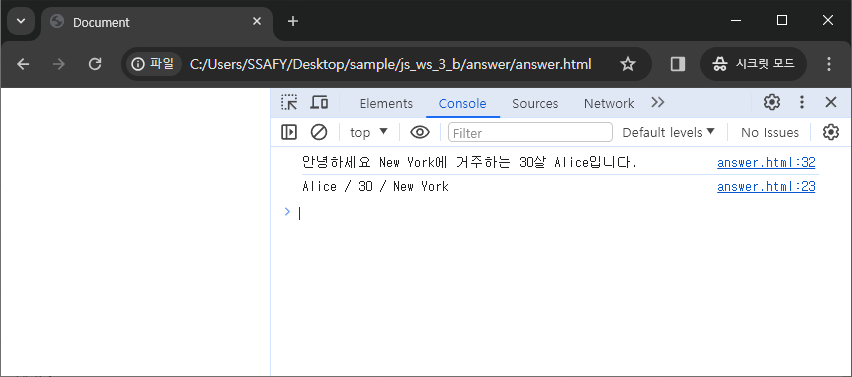 Document
파일 C:/Users/SSAFY/Desktop/sample/js_ws_3_b/answer/answer.html 시크릿 모드
Elements Console Sources Network
top Filter Default levels No Issues
안녕하세요 New York에 거주하는 30살 Alice입니다. answer.html:32
Alice / 30 / New York answer.html:23